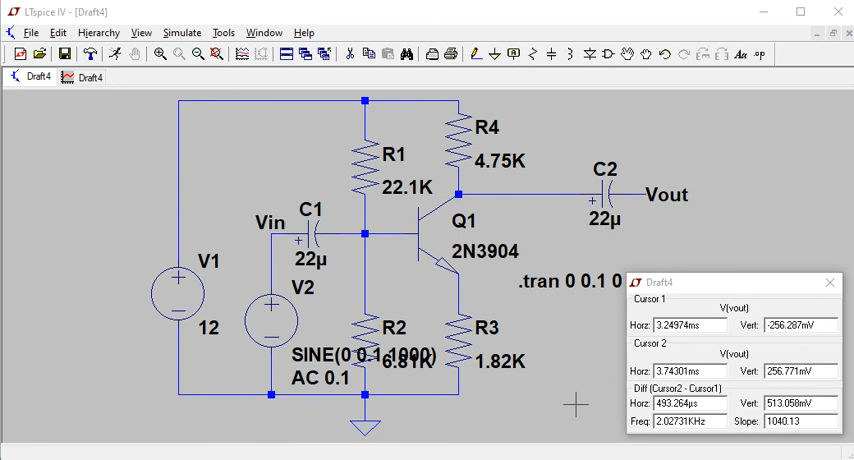 LTspice IV - [Draft4]
File Edit Hierarchy View Simulate Tools Window Help
Draft4 Draft4
R4
4.75K
R1
22.1K
C2
Vout
22µ
C1
Vin
22µ
Q1
2N3904
V1
12
V2
.tran 0 0.1 0
R2
6.81K
R3
1.82K
SINE(0 0.1 1000)
AC 0.1
Draft4
Cursor 1
V(vout)
Horz: 3.24974ms Vert: -256.287mV
Cursor 2
V(vout)
Horz: 3.74301ms Vert: 256.771mV
Diff (Cursor2 - Cursor1)
Horz: 493.264µs Vert: 513.058mV
Freq: 2.02731KHz Slope: 1040.13